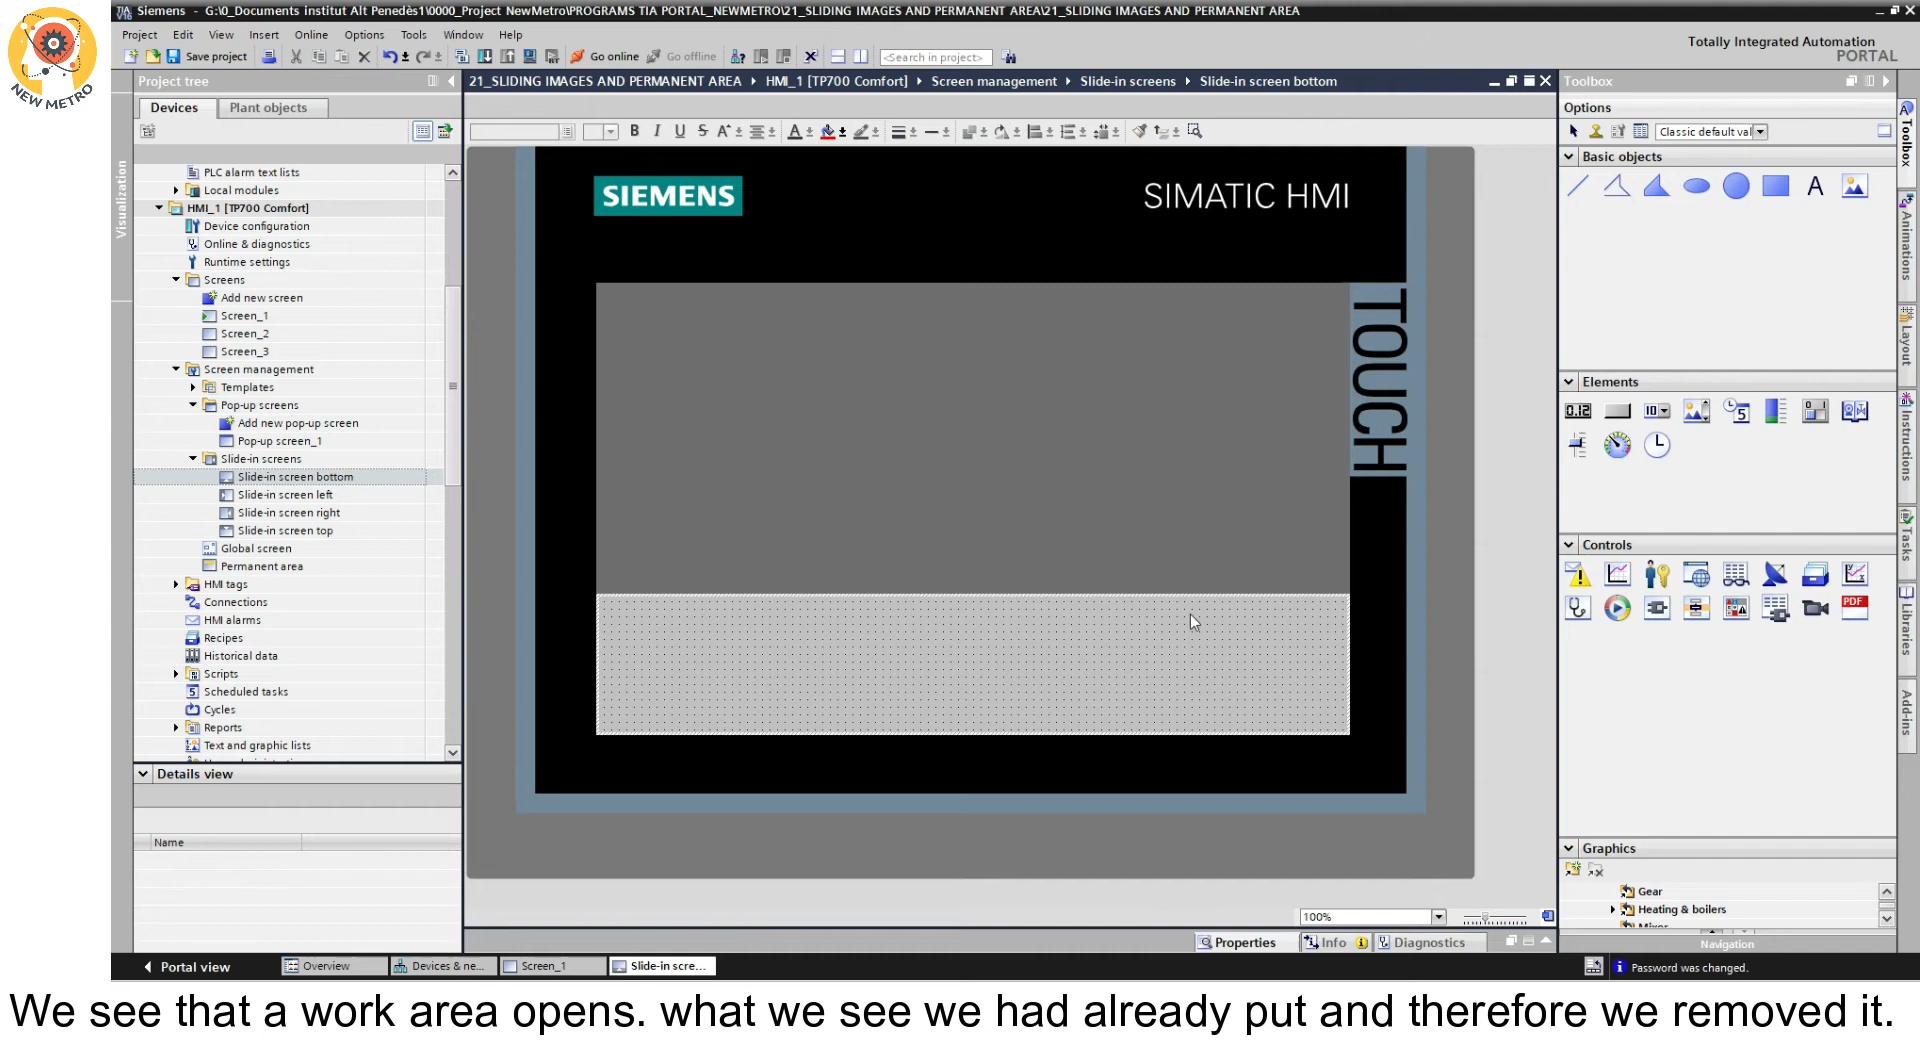 Siemens - G:\0_Documents institut Alt Penedès1\0000_Project NewMetro\PROGRAMS TIA PORTAL_NEWMETRO\21_SLIDING IMAGES AND PERMANENT AREA\21_SLIDING IMAGES AND PERMANENT AREA
NEW METRO
Project Edit View Insert Online Options Tools Window Help
Totally Integrated Automation
PORTAL
Save project Go online Go offline <Search in project>
Project tree
21_SLIDING IMAGES AND PERMANENT AREA HMI_1 [TP700 Comfort] Screen management Slide-in screens Slide-in screen bottom
Toolbox
Devices Plant objects
Options
Classic default val
Visualization
PLC alarm text lists
Local modules
HMI_1 [TP700 Comfort]
Device configuration
Online & diagnostics
Runtime settings
Screens
Add new screen
Screen_1
Screen_2
Screen_3
Screen management
Templates
Pop-up screens
Add new pop-up screen
Pop-up screen_1
Slide-in screens
Slide-in screen bottom
Slide-in screen left
Slide-in screen right
Slide-in screen top
Global screen
Permanent area
HMI tags
Connections
HMI alarms
Recipes
Historical data
Scripts
Scheduled tasks
Cycles
Reports
Text and graphic lists
Details view
Name
SIEMENS
SIMATIC HMI
TOUCH
100%
Properties Info Diagnostics
Basic objects
Elements
Controls
PDF
Graphics
Gear
Heating & boilers
Mixer
Navigation
Toolbox
Animations
Layout
Instructions
Tasks
Libraries
Add-ins
Portal view Overview Devices & ne... Screen_1 Slide-in scre...
Password was changed.
We see that a work area opens. what we see we had already put and therefore we removed it.